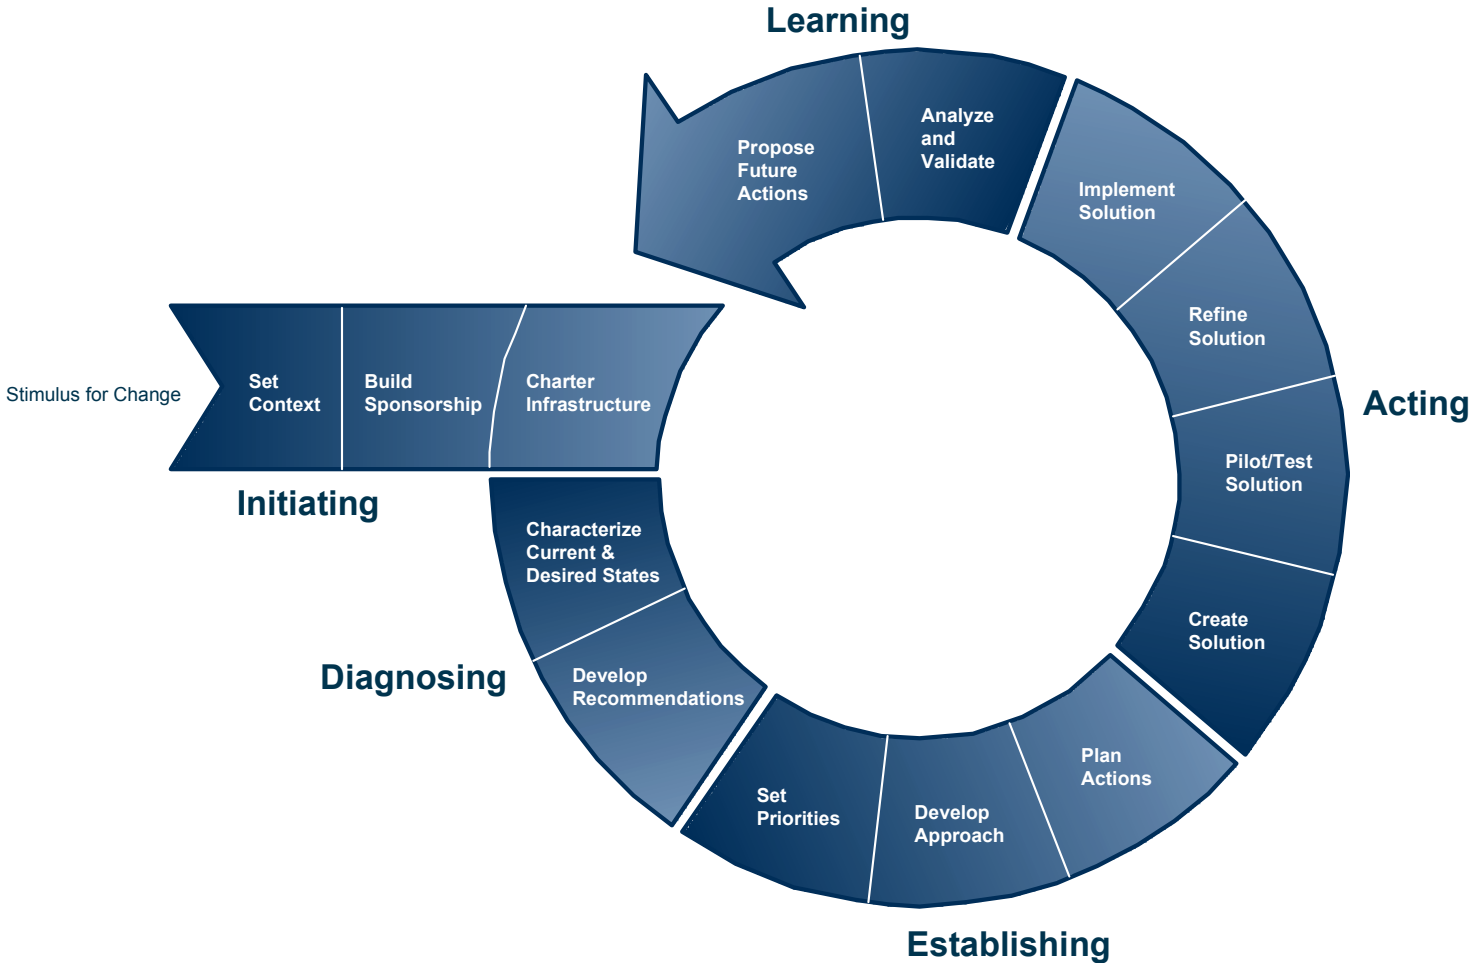 Learning
Analyze
and
Validate
Propose
Future
Actions
Implement
Solution
Refine
Solution
Acting
Pilot/Test
Solution
Create
Solution
Stimulus for Change
Set
Context
Build
Sponsorship
Charter
Infrastructure
Initiating
Characterize
Current &
Desired States
Diagnosing
Develop
Recommendations
Set
Priorities
Develop
Approach
Plan
Actions
Establishing